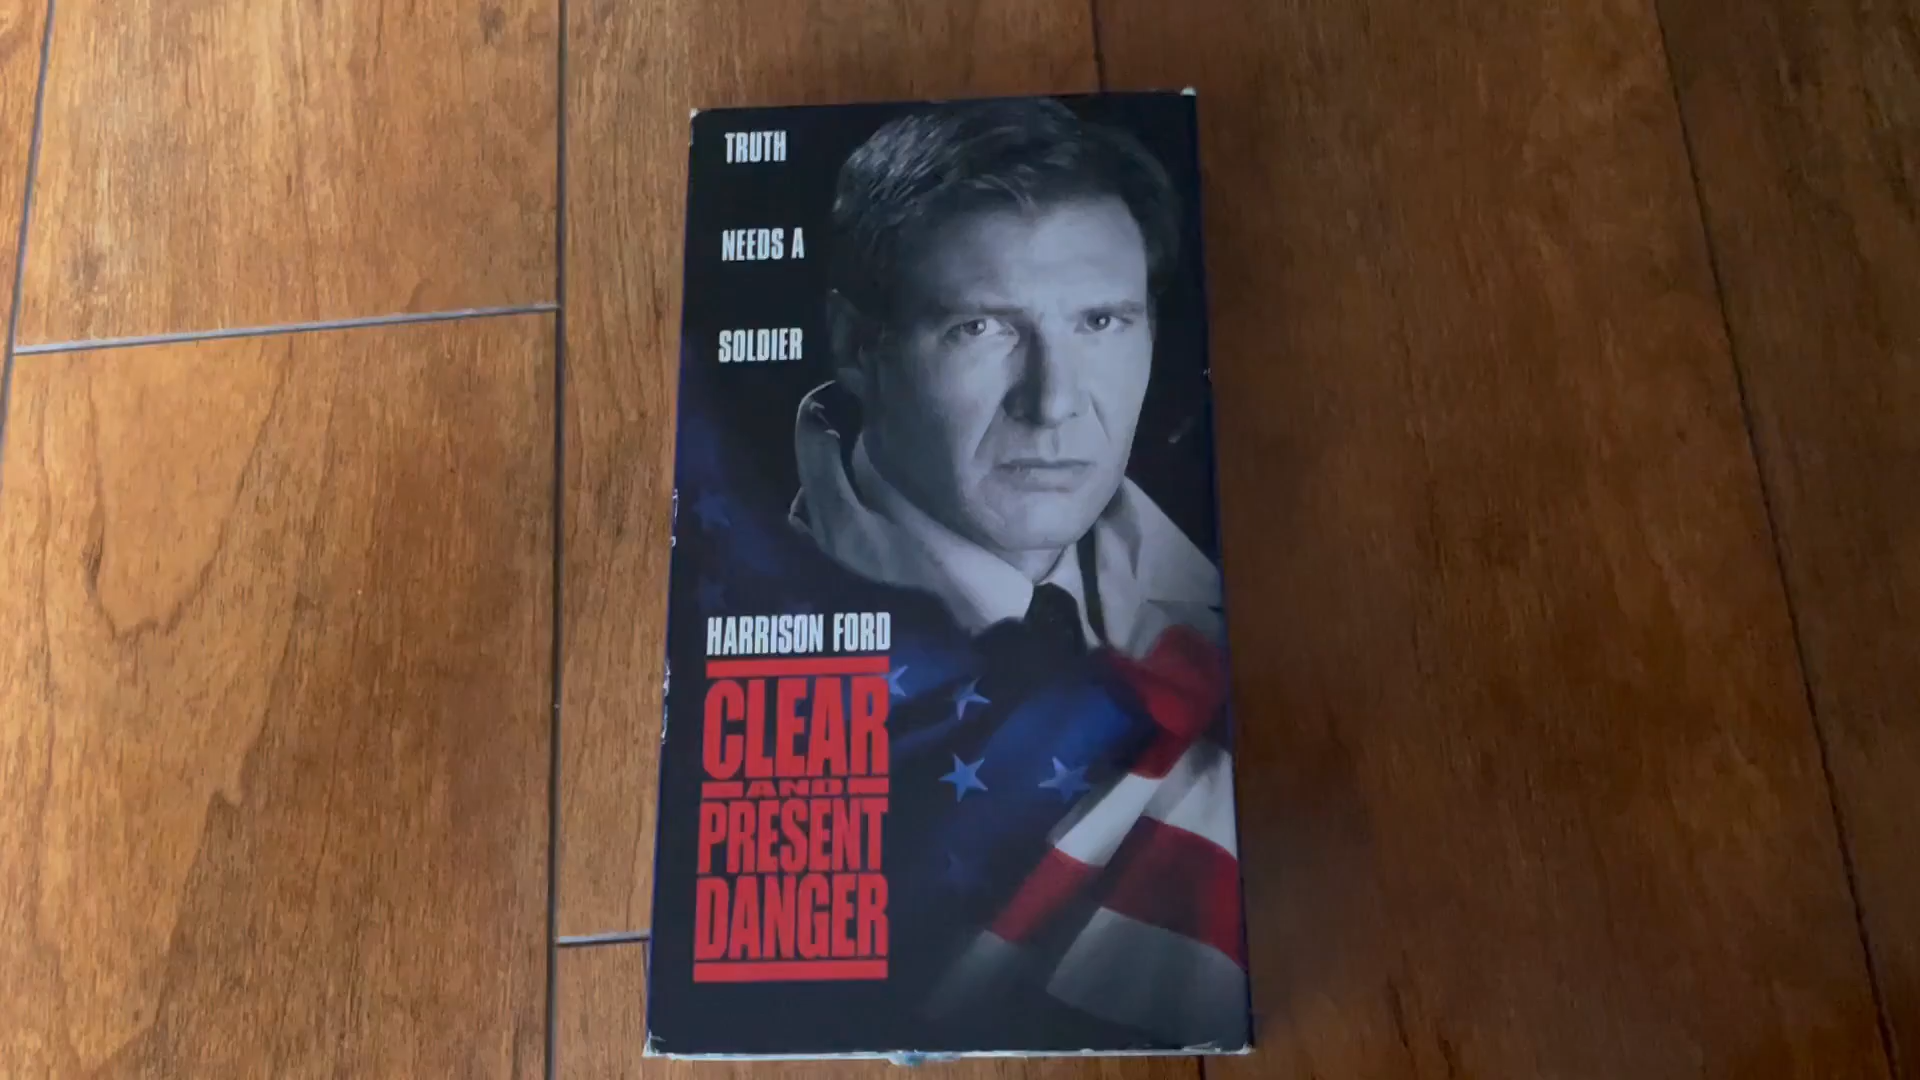 TRUTH
NEEDS A
SOLDIER
HARRISON FORD
CLEAR
AND
PRESENT
DANGER